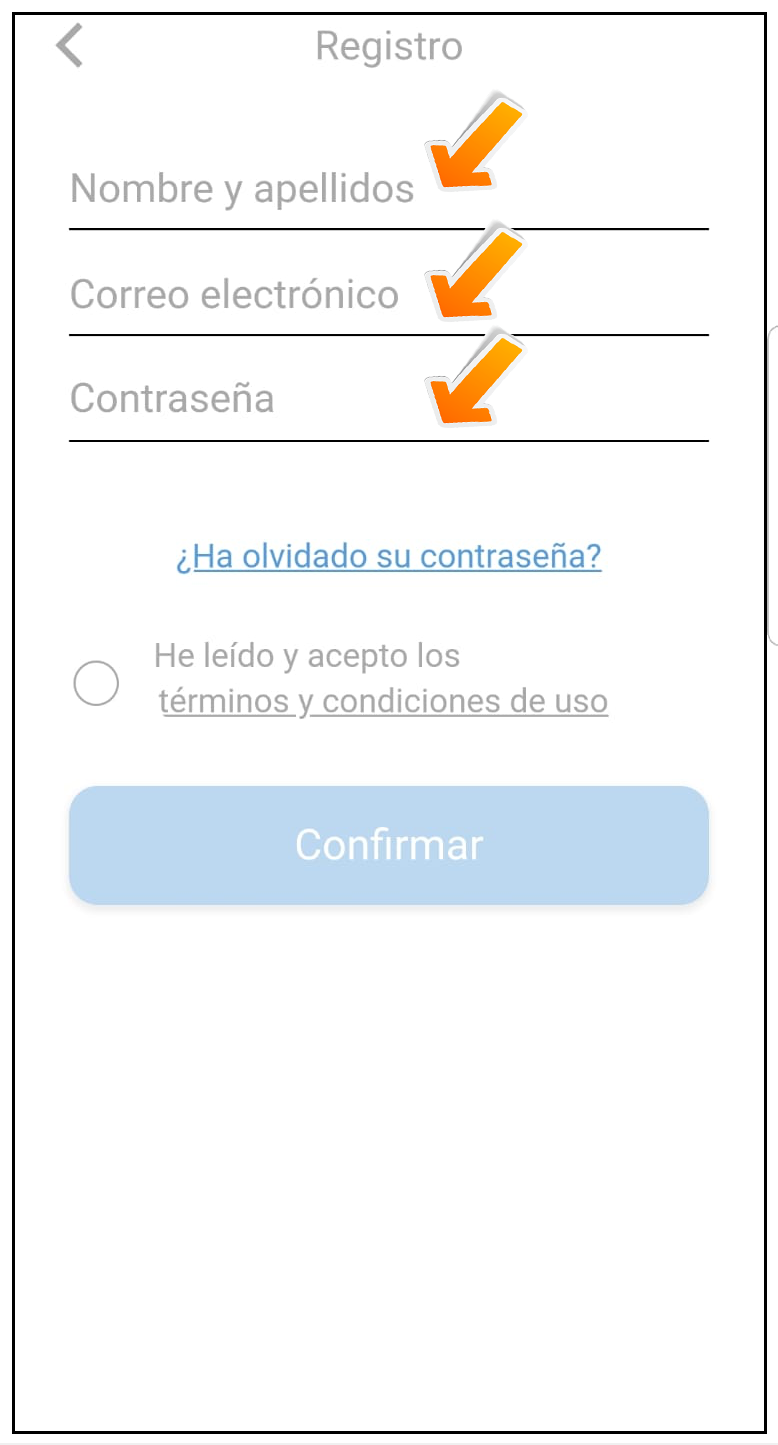 Registro
Nombre y apellidos
Correo electrónico
Contraseña
¿Ha olvidado su contraseña?
He leído y acepto los
términos y condiciones de uso
Confirmar